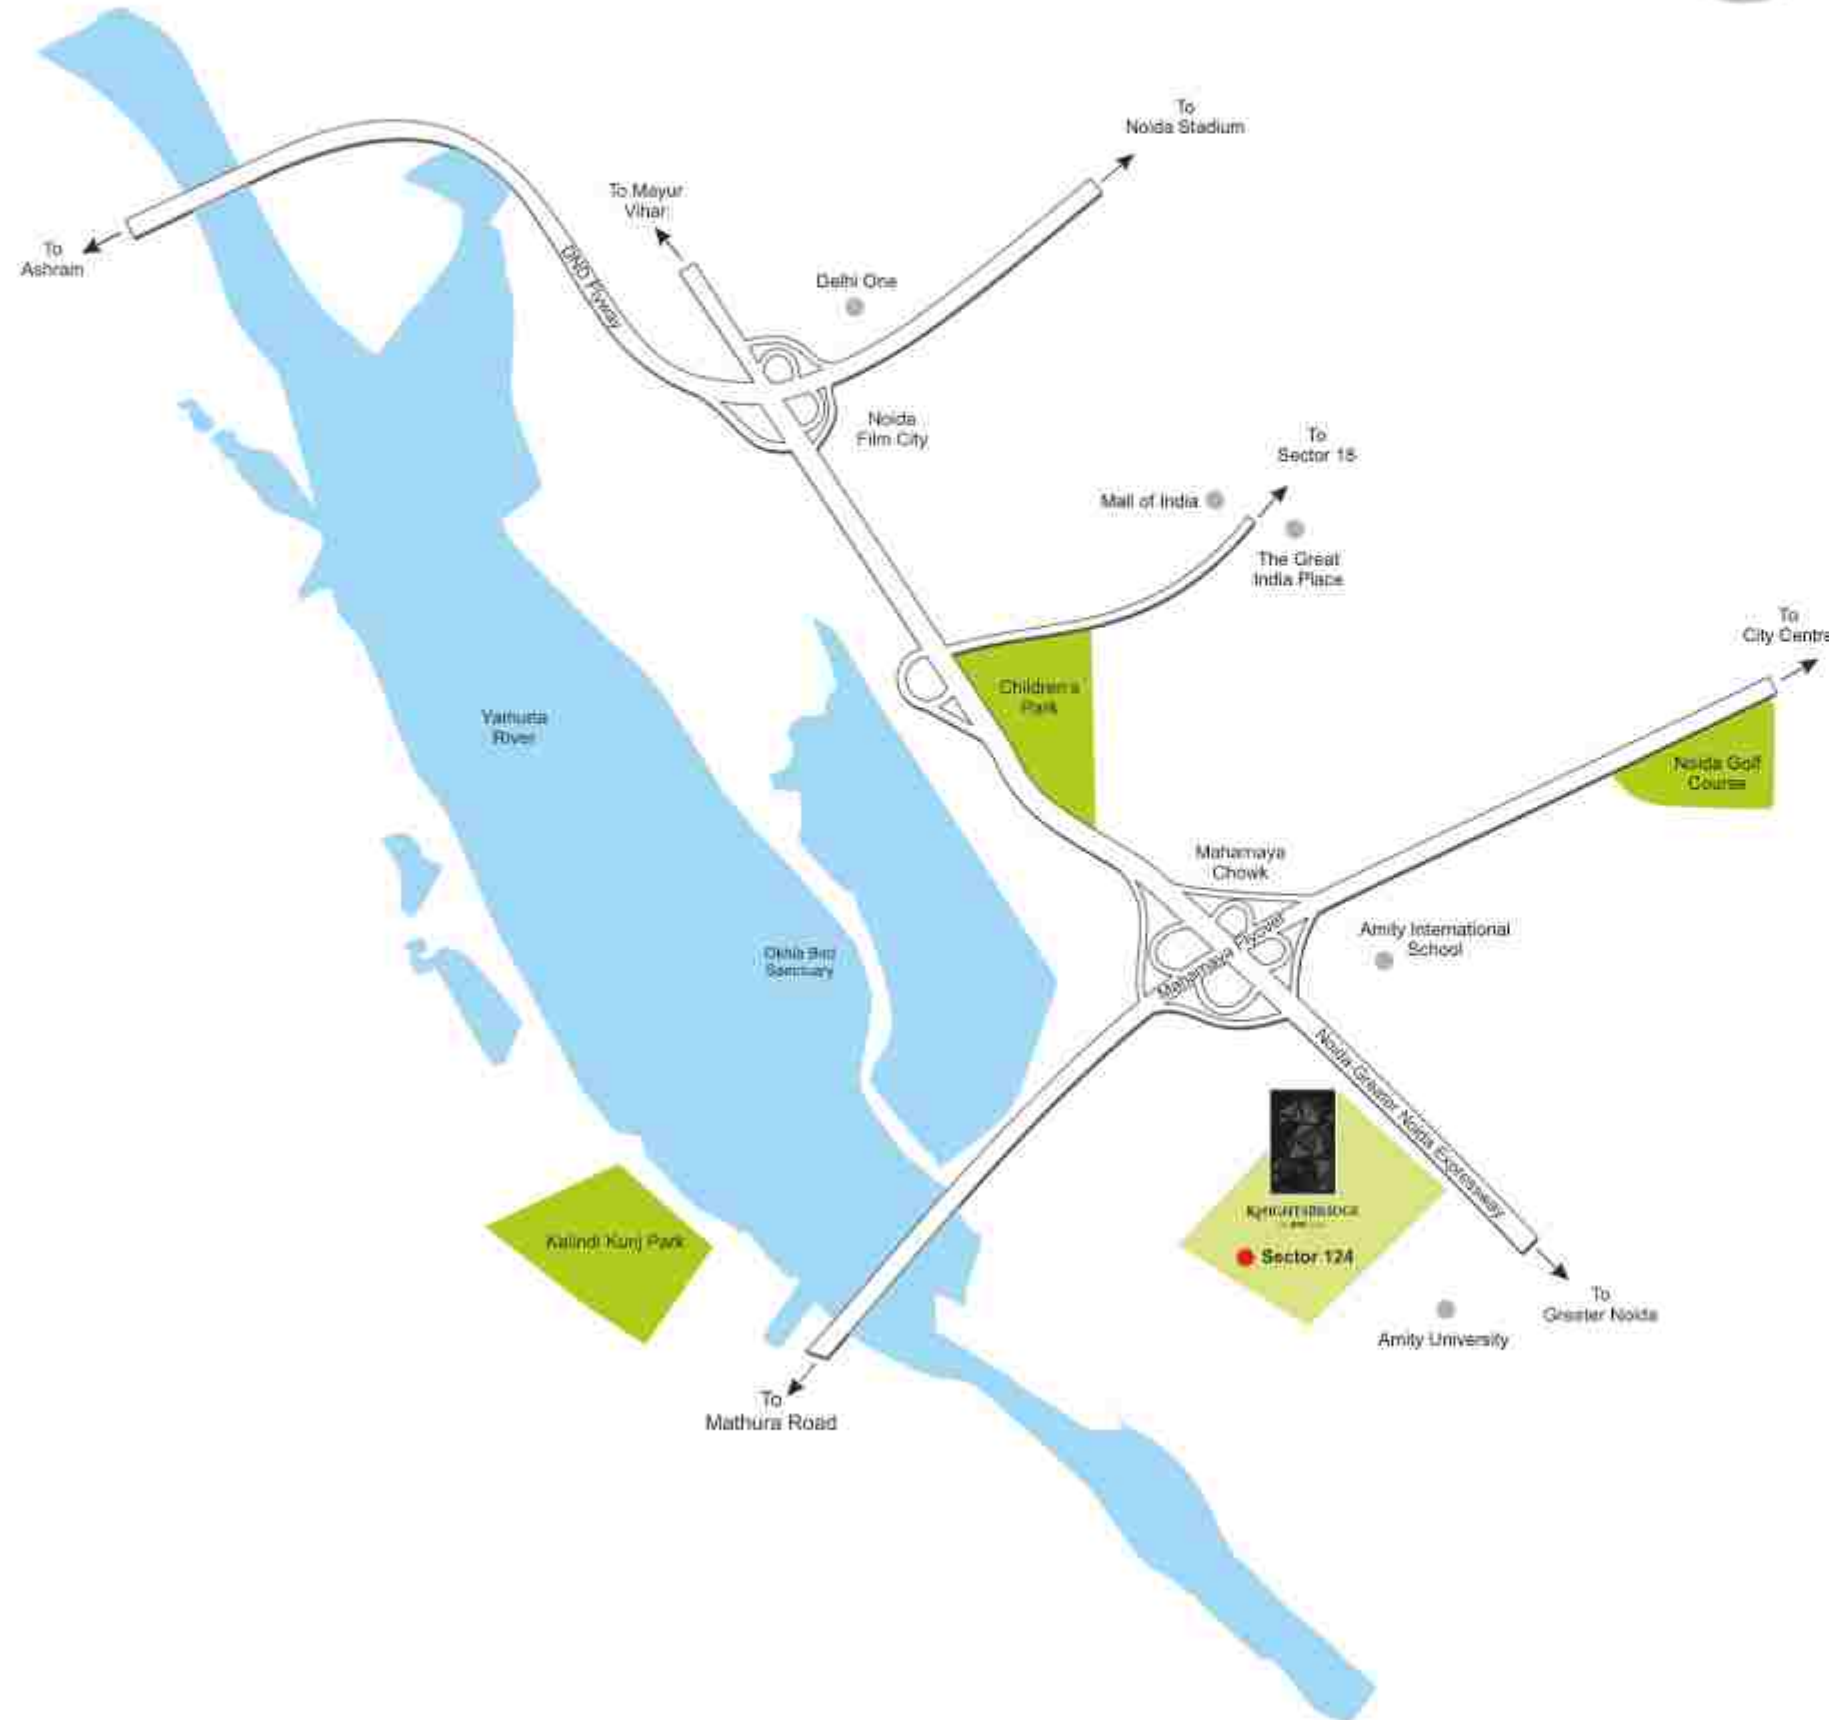 To
Noida Stadium
To Mayur
Vihar
To
Ashram
DND Flyway
Delhi One
Noida
Film City
To
Sector 18
Mall of India
The Great
India Place
To
City Centre
Children's
Park
Yamuna
River
Noida Golf
Course
Mahamaya
Chowk
Mahamaya Flyover
Amity International
School
Okhla Bird
Sanctuary
Noida-Greater Noida Expressway
KNIGHTSBRIDGE
Kalindi Kunj Park
Sector 124
To
Greater Noida
Amity University
To
Mathura Road